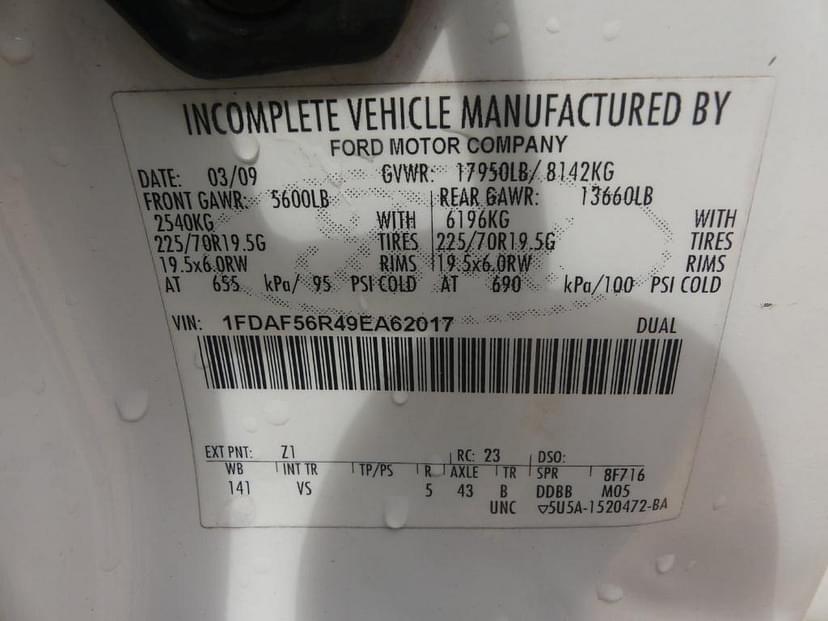 INCOMPLETE VEHICLE MANUFACTURED BY
FORD MOTOR COMPANY
DATE: 03/09 GVWR: 17950LB/ 8142KG
FRONT GAWR: 5600LB REAR GAWR: 13660LB
2540KG WITH 6196KG WITH
225/70R19.5G TIRES 225/70R19.5G TIRES
19.5x6.0RW RIMS 19.5x6.0RW RIMS
AT 655 kPa/ 95 PSI COLD AT 690 kPa/100 PSI COLD
VIN: 1FDAF56R49EA62017 DUAL
EXT PNT: Z1 RC: 23 DSO:
WB INT TR TP/PS R AXLE TR SPR 8F716
141 VS 5 43 B DDBB M05
UNC ▽5U5A-1520472-BA